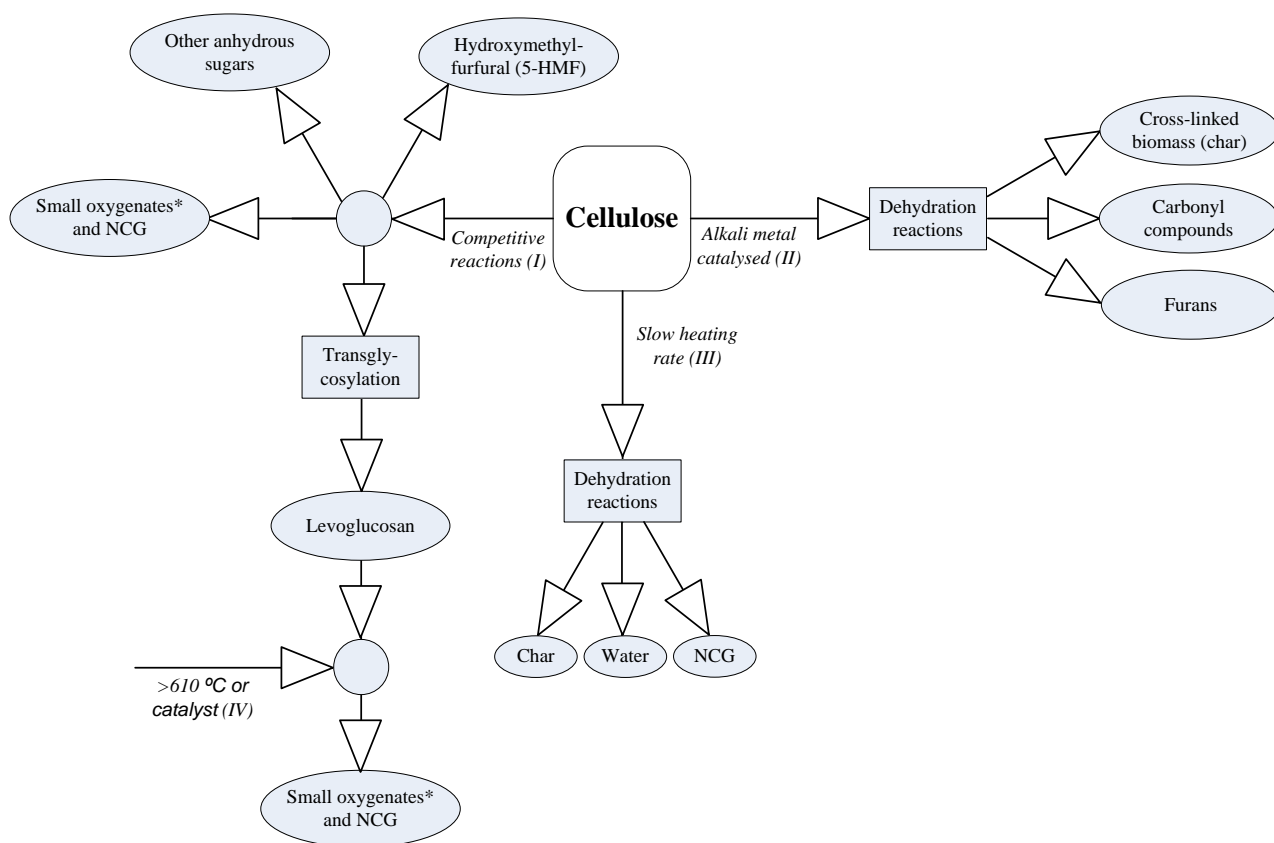 Other anhydrous
sugars
Hydroxymethyl-
furfural (5-HMF)
Cross-linked
biomass (char)
Small oxygenates*
and NCG
Competitive
reactions (I)
Cellulose
Alkali metal
catalysed (II)
Dehydration
reactions
Carbonyl
compounds
Furans
Slow heating
rate (III)
Transgly-
cosylation
Dehydration
reactions
Levoglucosan
Char
Water
NCG
>610 ºC or
catalyst (IV)
Small oxygenates*
and NCG